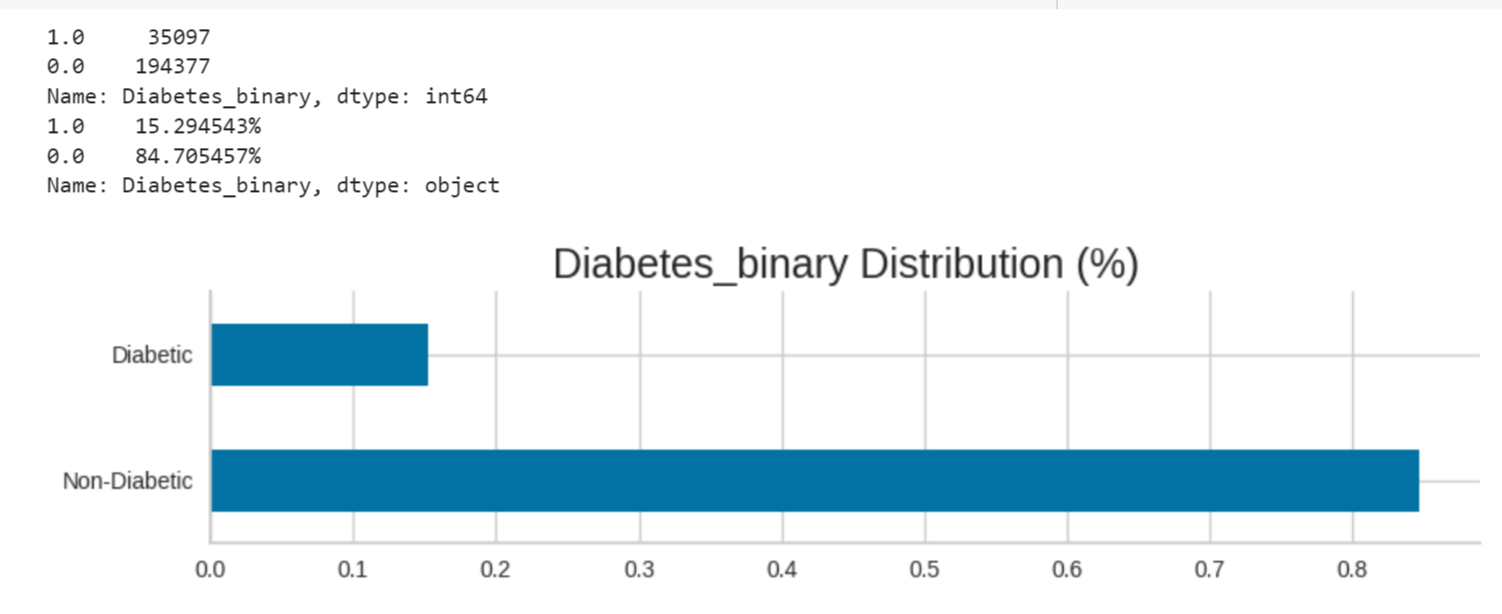 1.0     35097
0.0    194377
Name: Diabetes_binary, dtype: int64
1.0    15.294543%
0.0    84.705457%
Name: Diabetes_binary, dtype: object
Diabetes_binary Distribution (%)
Diabetic
Non-Diabetic
0.0 0.1 0.2 0.3 0.4 0.5 0.6 0.7 0.8